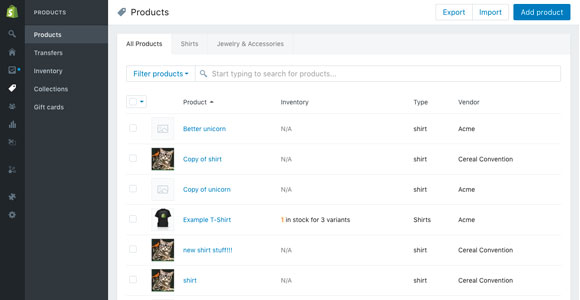 PRODUCTS
Products
Transfers
Inventory
Collections
Gift cards
Products
Export
Import
Add product
All Products
Shirts
Jewelry & Accessories
Filter products
Start typing to search for products...
Product Inventory Type Vendor
Better unicorn N/A shirt Acme
Copy of shirt N/A shirt Cereal Convention
Copy of unicorn N/A shirt Acme
Example T-Shirt 1 in stock for 3 variants Shirts Acme
new shirt stuff!!! N/A shirt Cereal Convention
shirt N/A shirt Cereal Convention